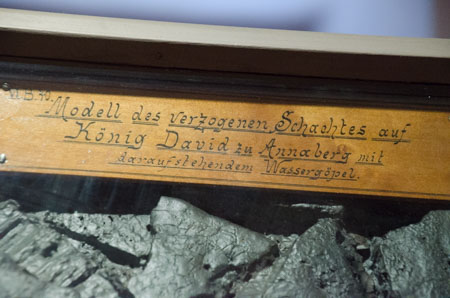 Modell des verzogenen Schachtes auf
König David zu Annaberg mit
daraufstehendem Wassergöpel.